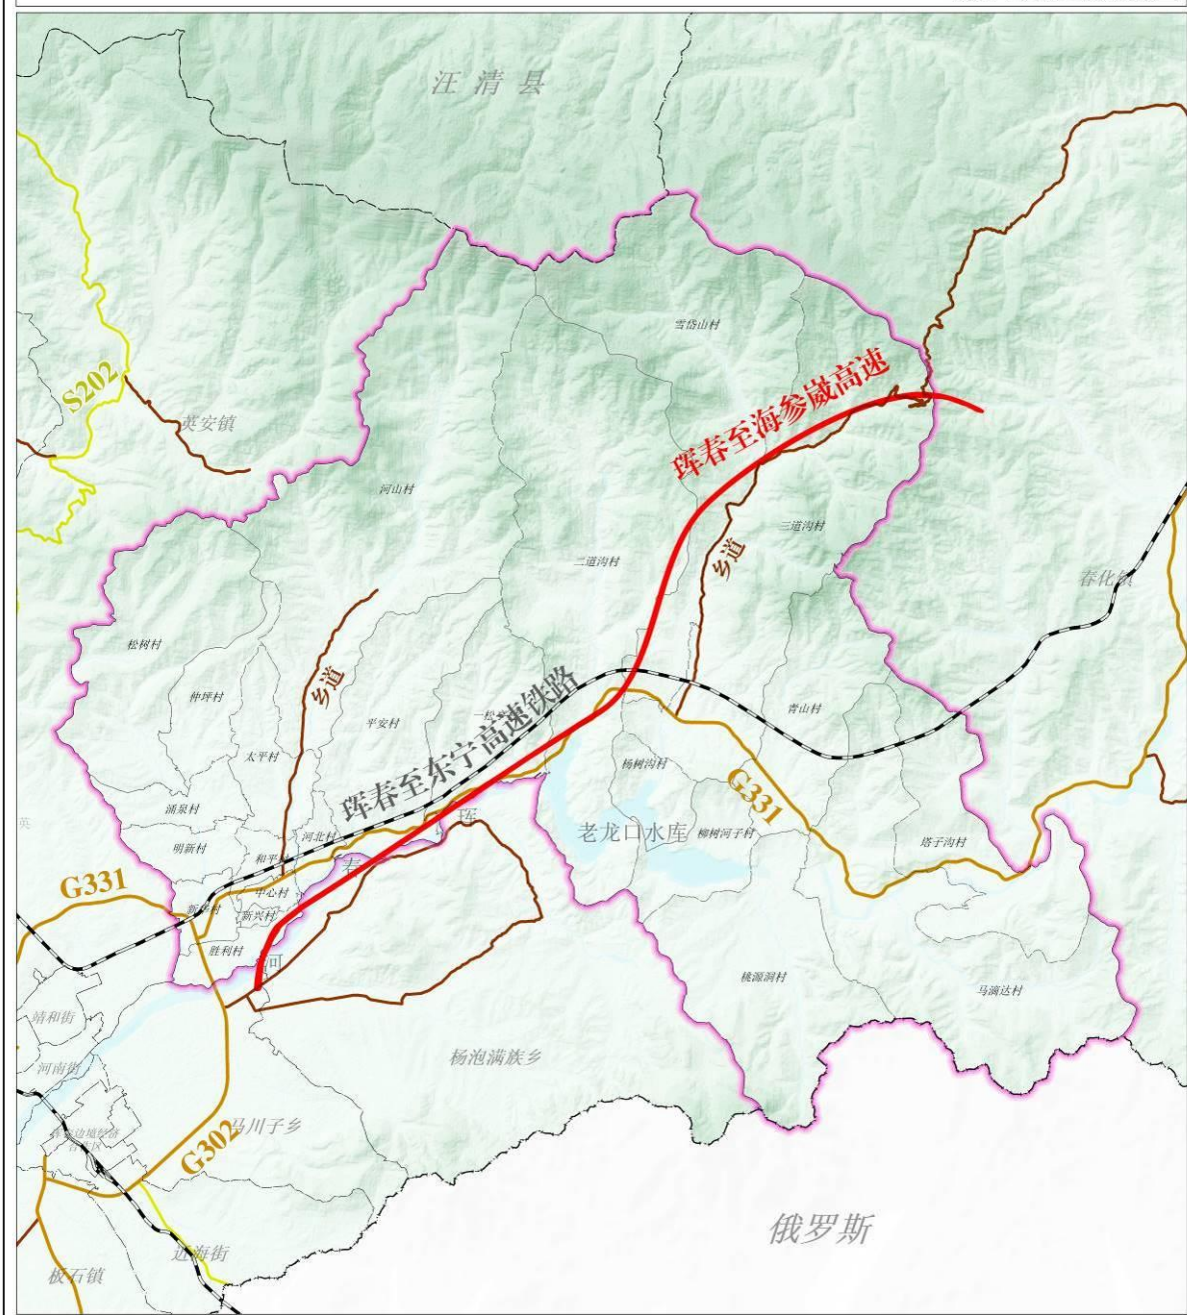 汪清县
雪岱山村
S202
英安镇
珲春至海参崴高速
河山村
三道沟村
乡道
二道沟村
春化镇
松树村
乡道
仲坪村
平安村
青山村
太平村
珲春至东宁高速铁路
杨树沟村
G331
涌泉村
珲
河北村
老龙口水库
柳树河子村
塔子沟村
明新村
和平
春
G331
中心村
新兴村
胜利村
河
桃源洞村
马滴达村
靖和街
杨泡满族乡
河南街
马川子乡
G302
俄罗斯
近海街
板石镇